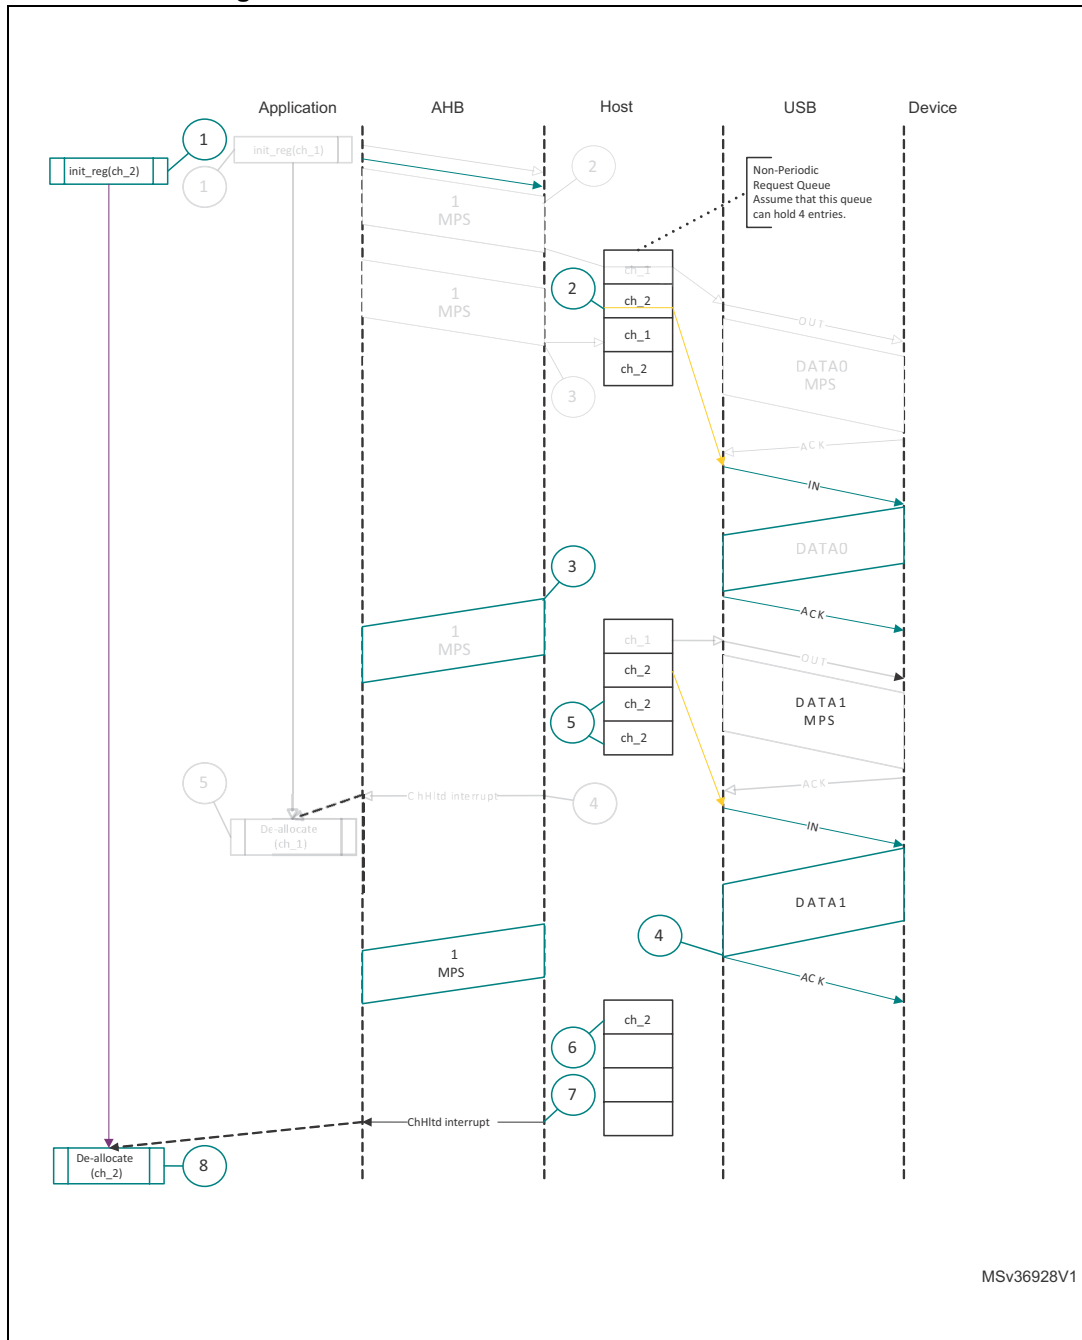 Application
AHB
Host
USB
Device
1
init_reg(ch_1)
init_reg(ch_2)
1
2
Non-Periodic
Request Queue
Assume that this queue
can hold 4 entries.
1
MPS
ch_1
2
ch_2
1
MPS
ch_1
ch_2
OUT
3
DATA0
MPS
ACK
IN
DATA0
3
ACK
1
MPS
ch_1
OUT
ch_2
ch_2
5
ch_2
DATA1
MPS
5
ChHltd interrupt
4
ACK
De-allocate
(ch_1)
IN
DATA1
4
1
MPS
ACK
ch_2
6
7
ChHltd interrupt
De-allocate
(ch_2)
8
MSv36928V1